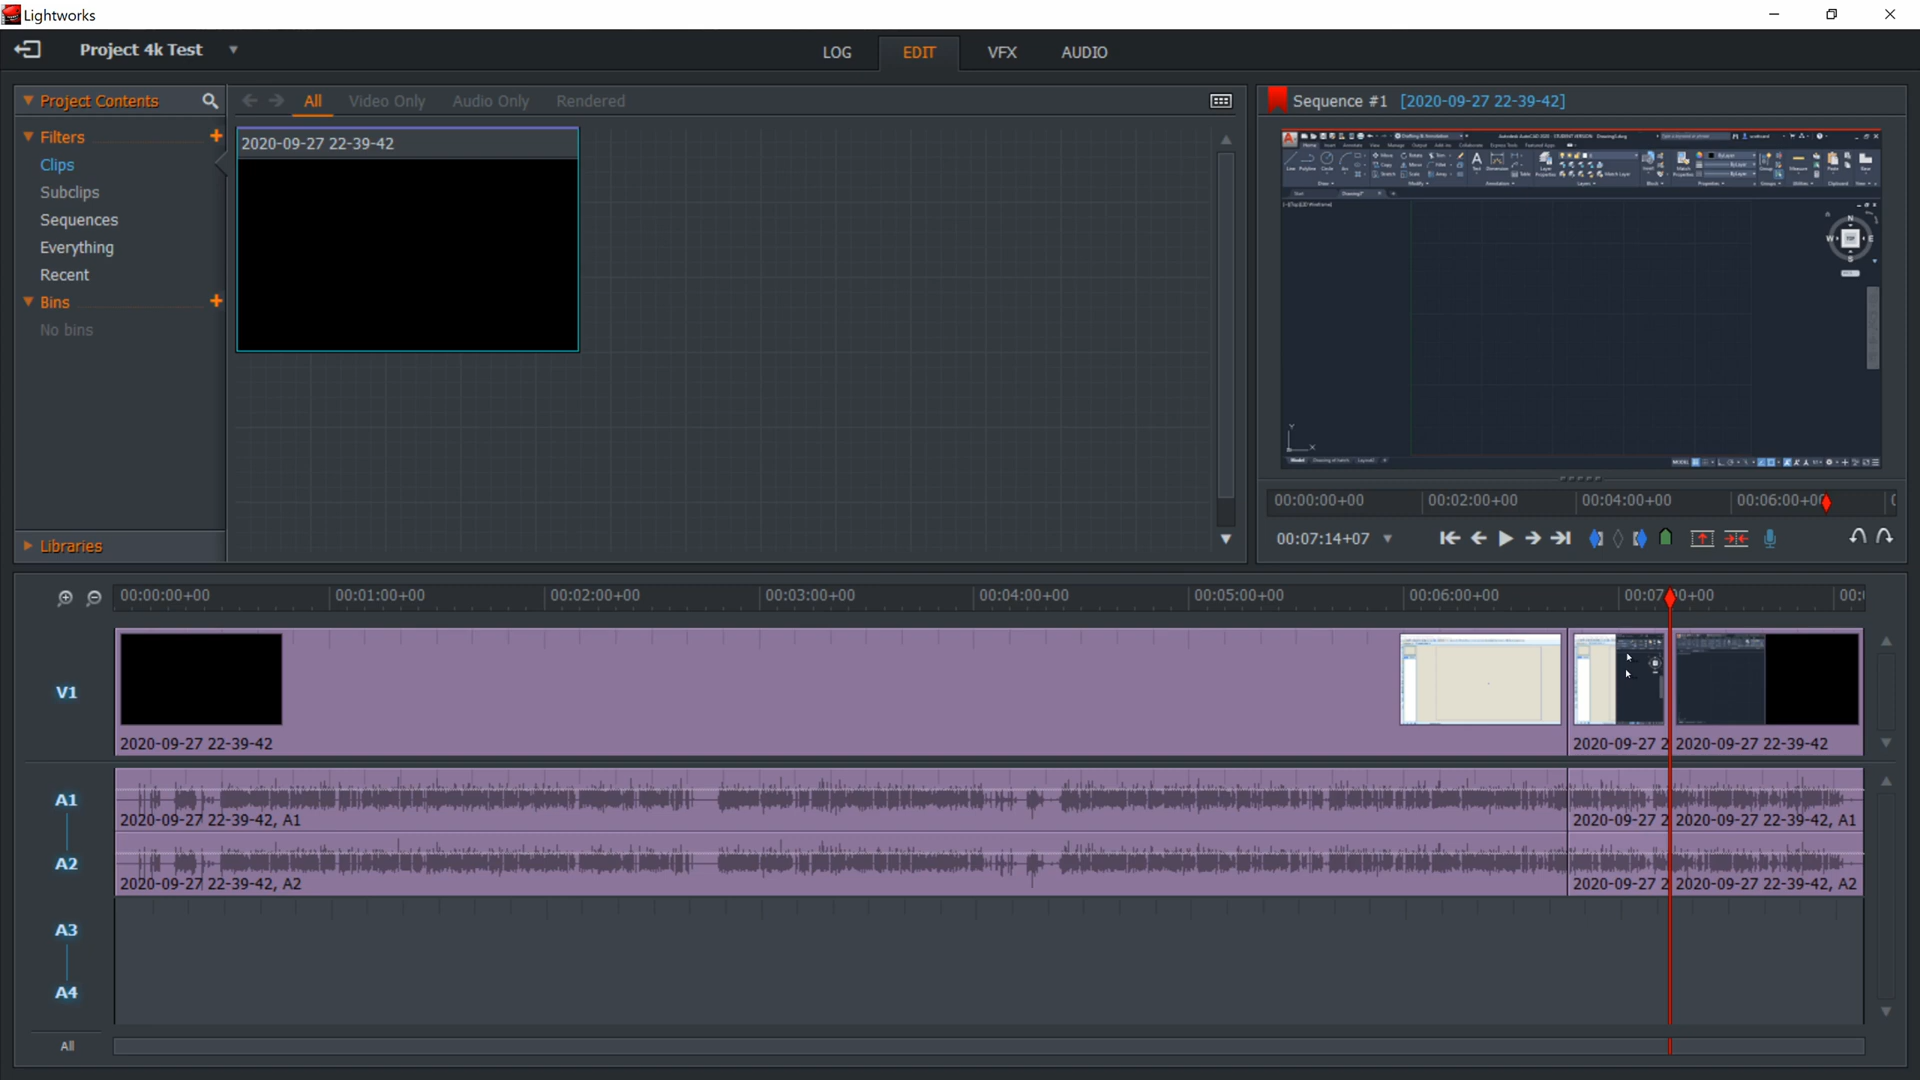 Lightworks
Project 4k Test
LOG EDIT VFX AUDIO
Project Contents
All Video Only Audio Only Rendered
Sequence #1 [2020-09-27 22-39-42]
Filters
Clips
Subclips
Sequences
Everything
Recent
Bins
No bins
Libraries
2020-09-27 22-39-42
00:00:00+00 00:02:00+00 00:04:00+00 00:06:00+0
00:07:14+07
00:00:00+00 00:01:00+00 00:02:00+00 00:03:00+00 00:04:00+00 00:05:00+00 00:06:00+00 00:07 00+00 00:
V1
2020-09-27 22-39-42 2020-09-27 2 2020-09-27 22-39-42
A1
2020-09-27 22-39-42, A1 2020-09-27 2 2020-09-27 22-39-42, A1
A2
2020-09-27 22-39-42, A2 2020-09-27 2 2020-09-27 22-39-42, A2
A3
A4
All